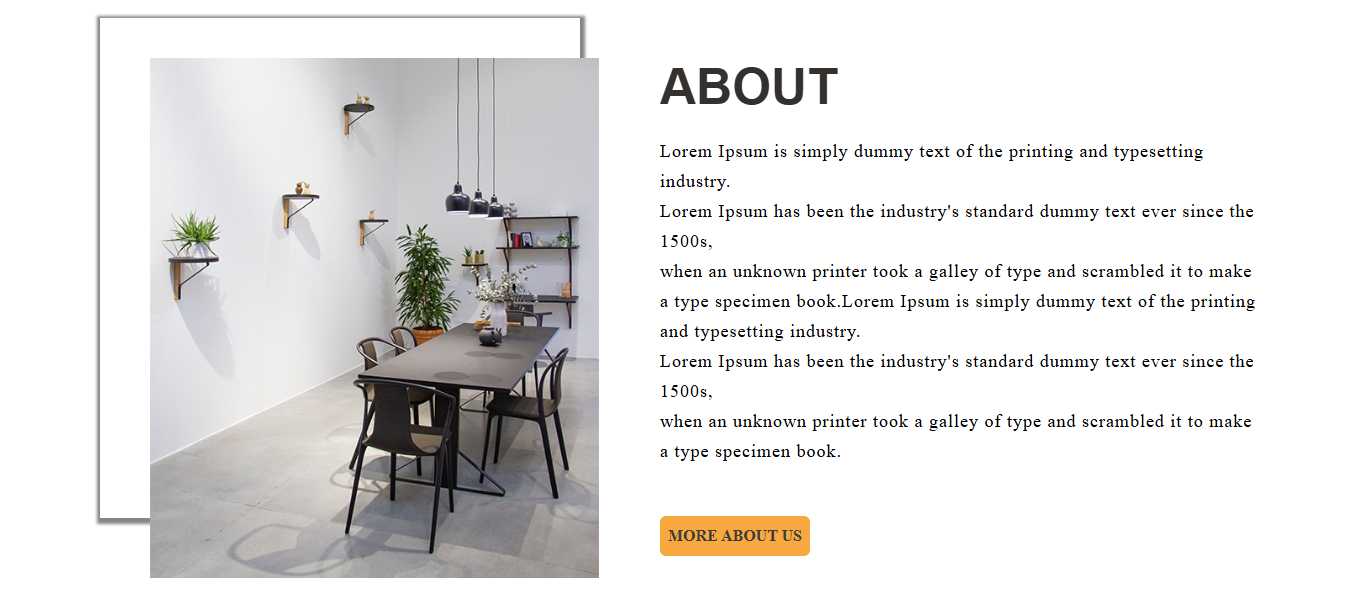 ABOUT
Lorem Ipsum is simply dummy text of the printing and typesetting
industry.
Lorem Ipsum has been the industry's standard dummy text ever since the
1500s,
when an unknown printer took a galley of type and scrambled it to make
a type specimen book.Lorem Ipsum is simply dummy text of the printing
and typesetting industry.
Lorem Ipsum has been the industry's standard dummy text ever since the
1500s,
when an unknown printer took a galley of type and scrambled it to make
a type specimen book.
MORE ABOUT US